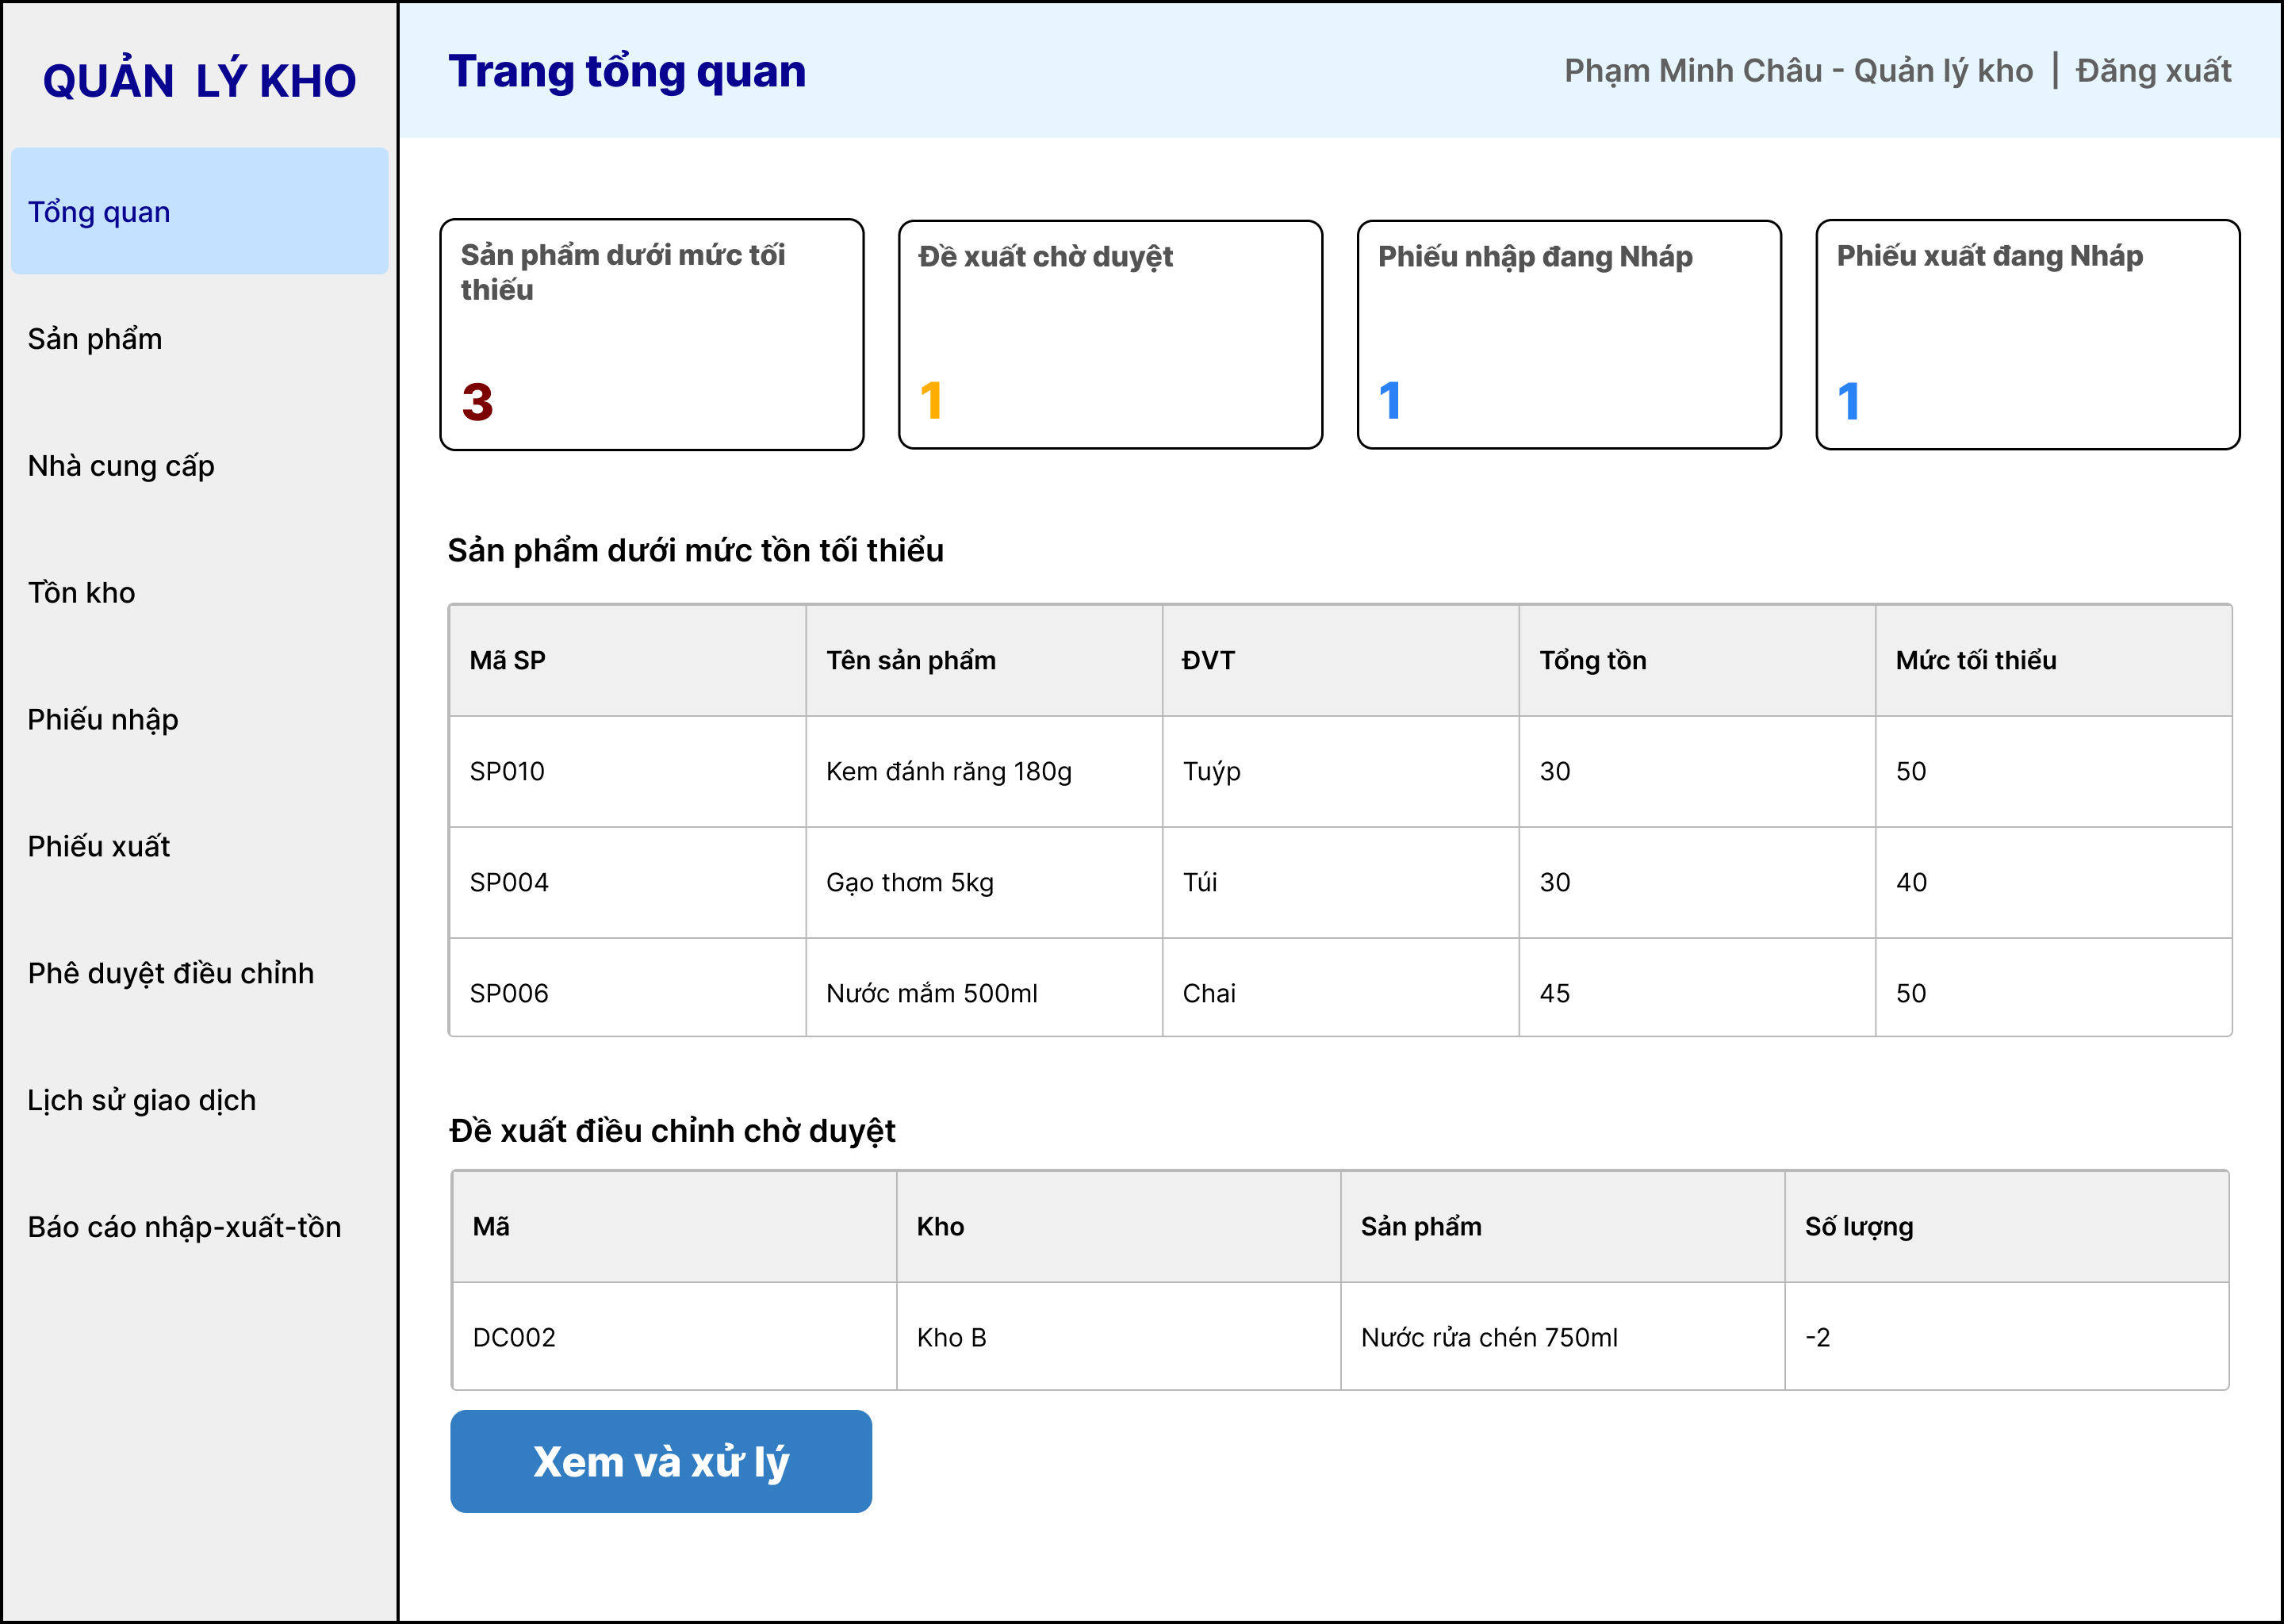 QUẢN LÝ KHO
Tổng quan
Sản phẩm
Nhà cung cấp
Tồn kho
Phiếu nhập
Phiếu xuất
Phê duyệt điều chỉnh
Lịch sử giao dịch
Báo cáo nhập-xuất-tồn
Trang tổng quan
Phạm Minh Châu - Quản lý kho | Đăng xuất
Sản phẩm dưới mức tối
thiếu
3
Đề xuất chờ duyệt
1
Phiếu nhập đang Nháp
1
Phiếu xuất đang Nháp
1
Sản phẩm dưới mức tồn tối thiểu
Mã SP Tên sản phẩm ĐVT Tổng tồn Mức tối thiểu
SP010 Kem đánh răng 180g Tuýp 30 50
SP004 Gạo thơm 5kg Túi 30 40
SP006 Nước mắm 500ml Chai 45 50
Đề xuất điều chỉnh chờ duyệt
Mã Kho Sản phẩm Số lượng
DC002 Kho B Nước rửa chén 750ml -2
Xem và xử lý